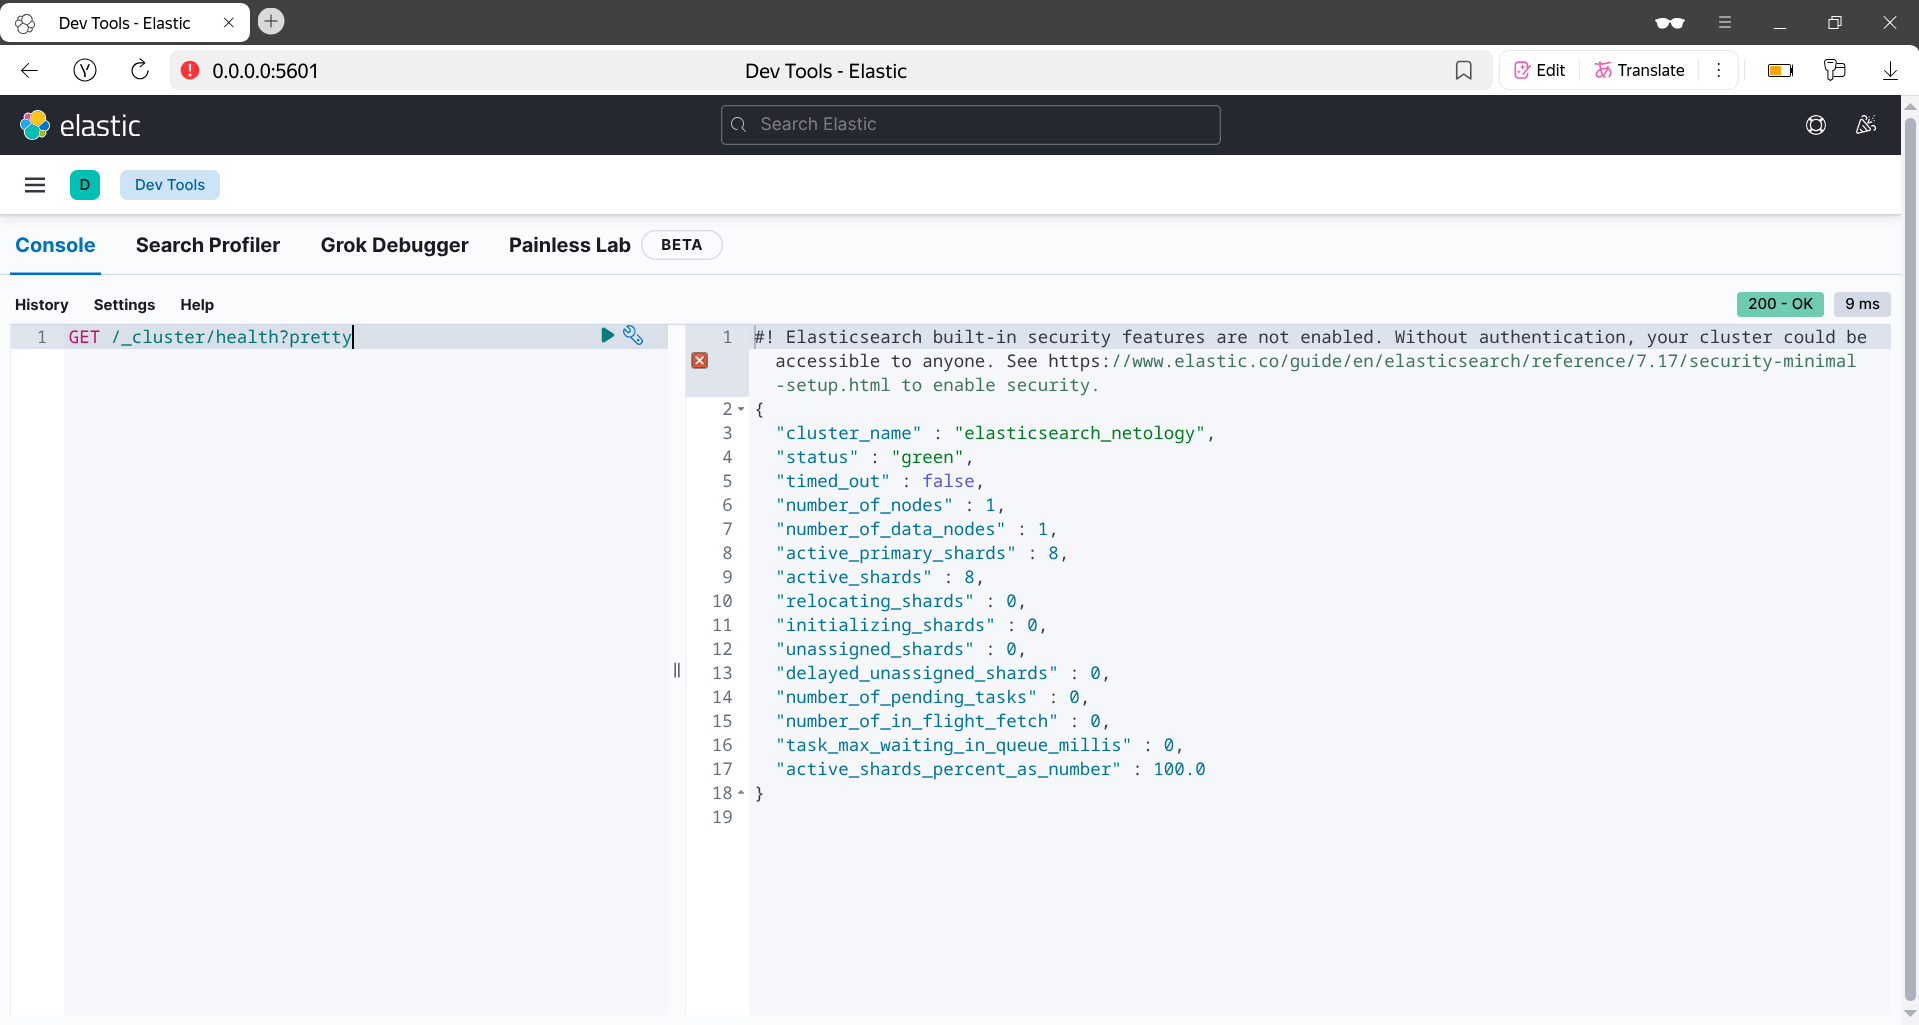 Dev Tools - Elastic
0.0.0.0:5601
Dev Tools - Elastic
Edit
Translate
elastic
Search Elastic
D
Dev Tools
Console
Search Profiler
Grok Debugger
Painless Lab
BETA
History
Settings
Help
200 - OK
9 ms
1 GET /_cluster/health?pretty
1 #! Elasticsearch built-in security features are not enabled. Without authentication, your cluster could be
accessible to anyone. See https://www.elastic.co/guide/en/elasticsearch/reference/7.17/security-minimal
-setup.html to enable security.
2 {
3 "cluster_name" : "elasticsearch_netology",
4 "status" : "green",
5 "timed_out" : false,
6 "number_of_nodes" : 1,
7 "number_of_data_nodes" : 1,
8 "active_primary_shards" : 8,
9 "active_shards" : 8,
10 "relocating_shards" : 0,
11 "initializing_shards" : 0,
12 "unassigned_shards" : 0,
13 "delayed_unassigned_shards" : 0,
14 "number_of_pending_tasks" : 0,
15 "number_of_in_flight_fetch" : 0,
16 "task_max_waiting_in_queue_millis" : 0,
17 "active_shards_percent_as_number" : 100.0
18 }
19